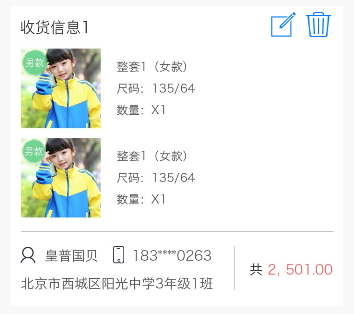 收货信息1
男款
整套1（女款）
尺码：135/64
数量：X1
男款
整套1（女款）
尺码：135/64
数量：X1
皇普国贝 183****0263
北京市西城区阳光中学3年级1班
共 2, 501.00